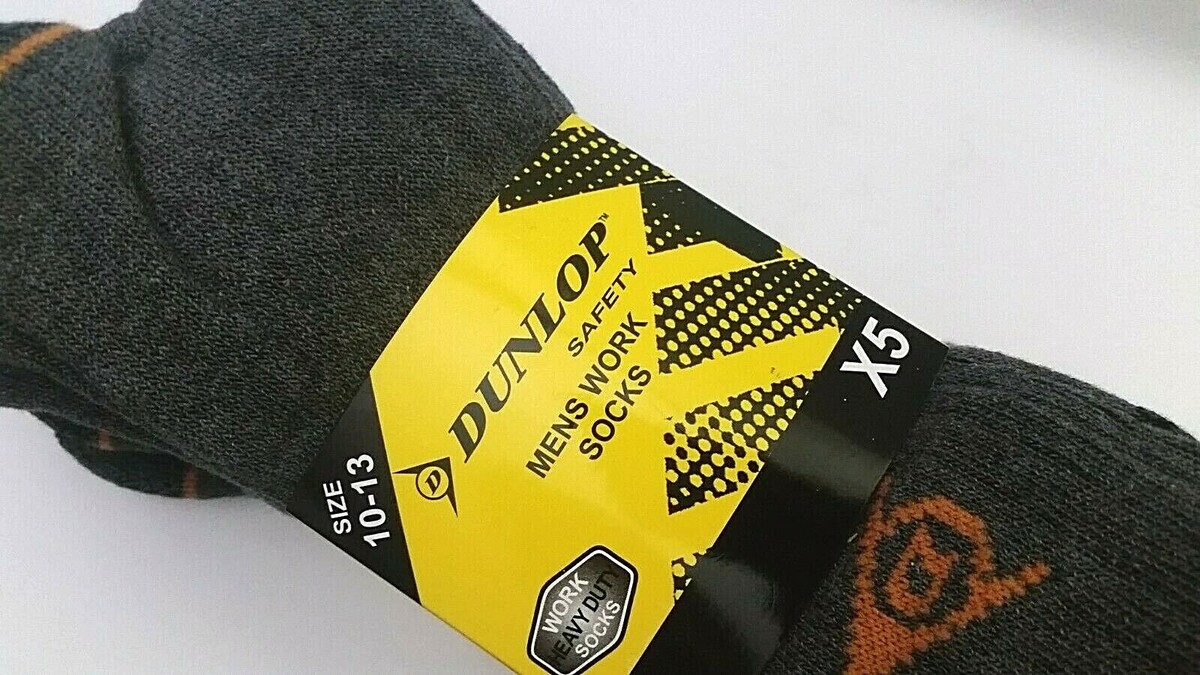 DUNLOP™
SAFETY
MENS WORK
SOCKS
X5
SIZE
10-13
D
WORK
HEAVY DUTY
SOCKS
D